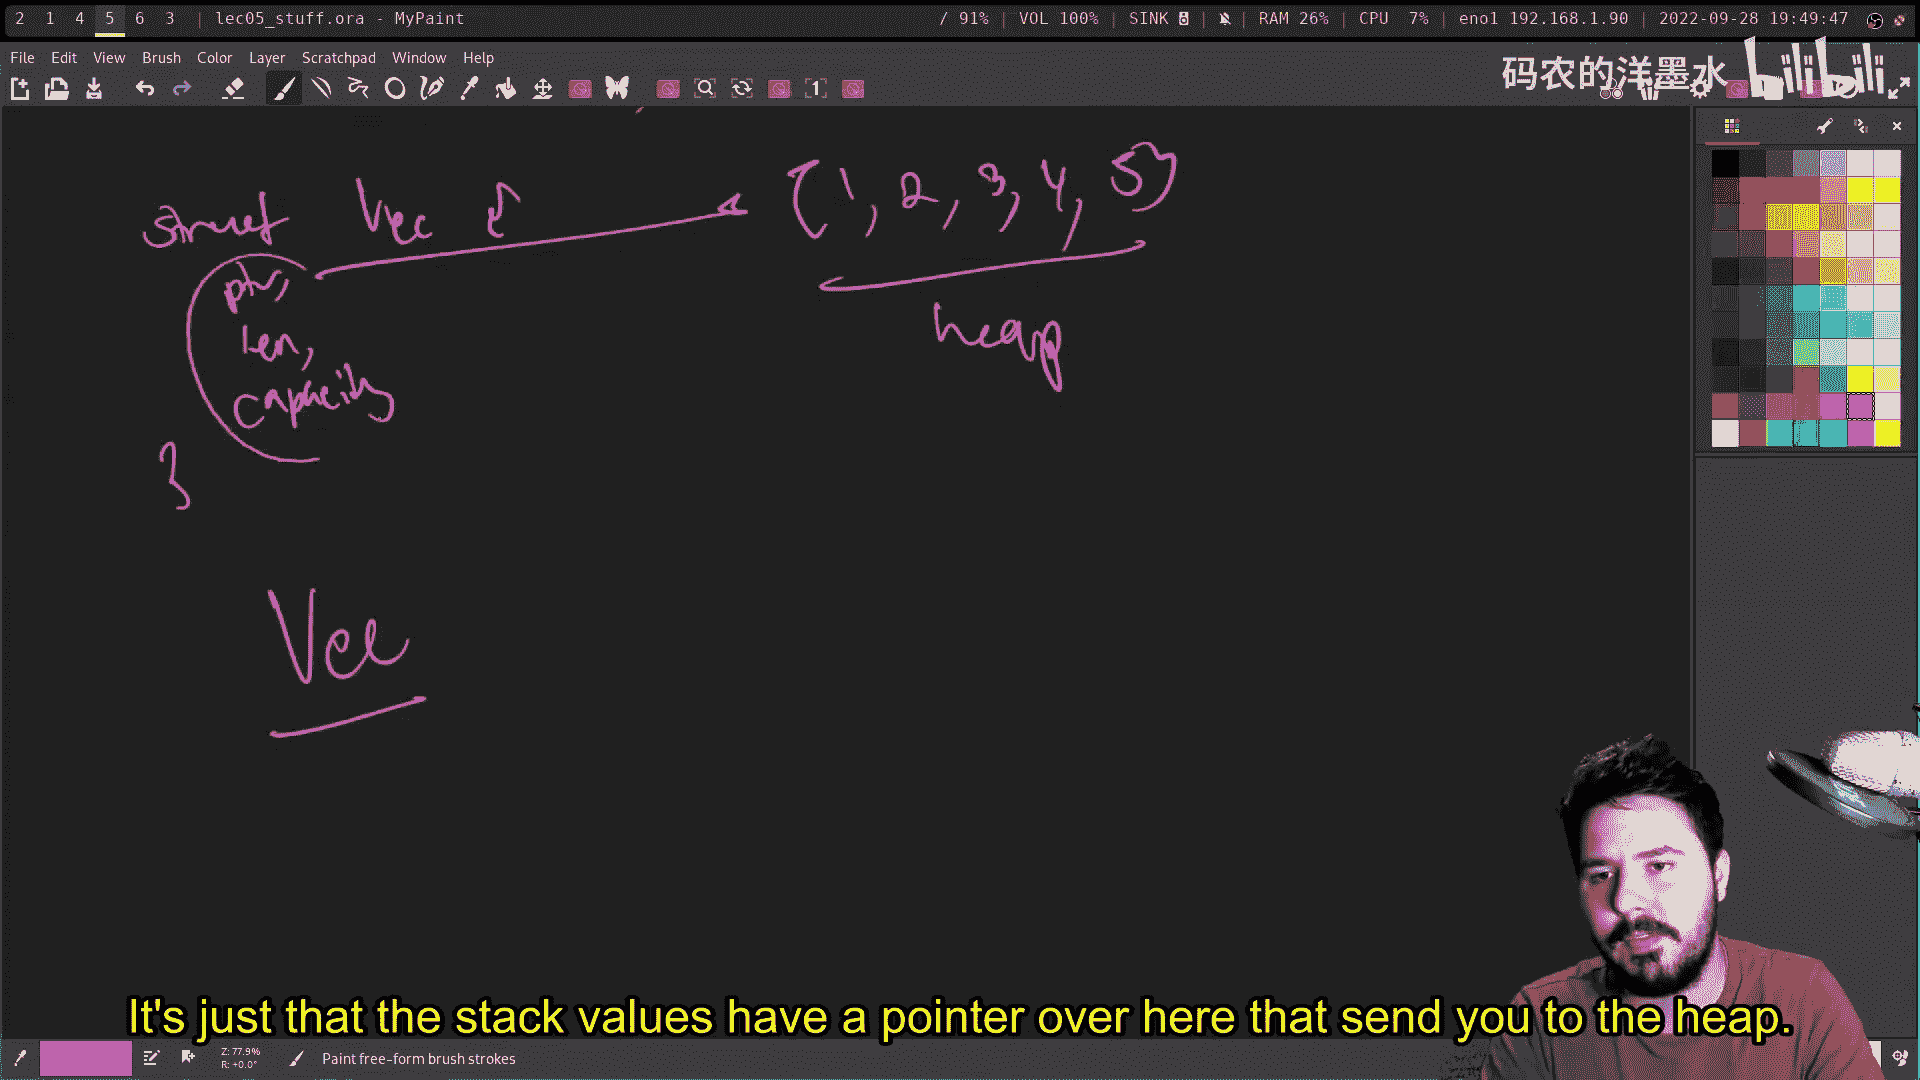 2 1 4 5 6 3 | lec05_stuff.ora - MyPaint
/ 91% | VOL 100% | SINK | | RAM 26% | CPU 7% | eno1 192.168.1.90 | 2022-09-28 19:49:47
File Edit View Brush Color Layer Scratchpad Window Help
码农的洋墨水 bilibili
struct Vec {
[1, 2, 3, 4, 5]
ptr,
len,
heap
capacity
}
Vec
It's just that the stack values have a pointer over here that send you to the heap.
Z: 77.9%
R: +0.0°
Paint free-form brush strokes